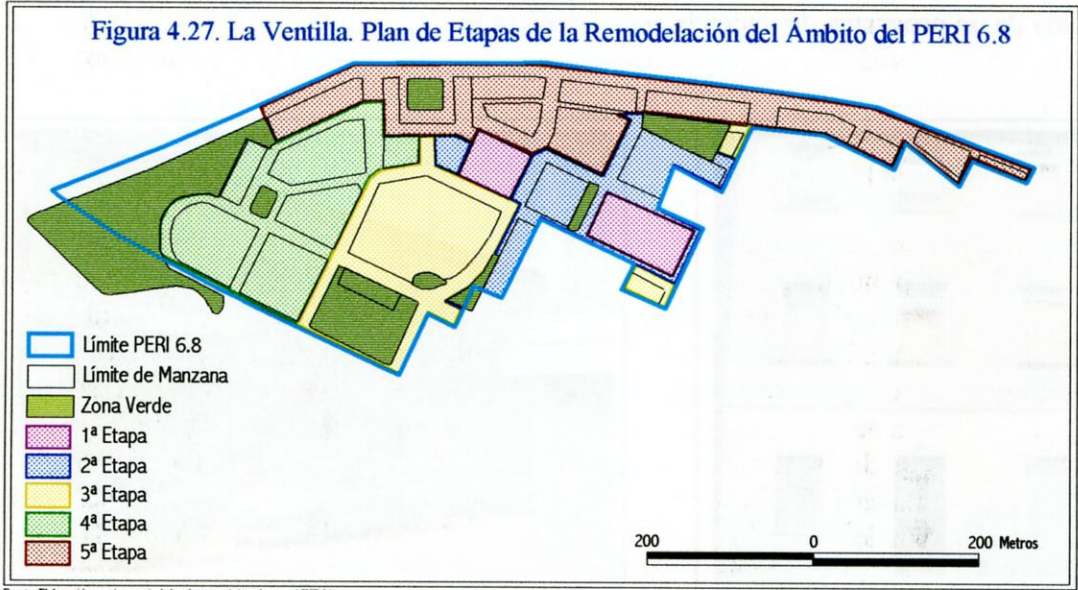 Figura 4.27. La Ventilla. Plan de Etapas de la Remodelación del Ámbito del PERI 6.8
Límite PERI 6.8
Límite de Manzana
Zona Verde
1ª Etapa
2ª Etapa
3ª Etapa
4ª Etapa
5ª Etapa
200 0 200 Metros